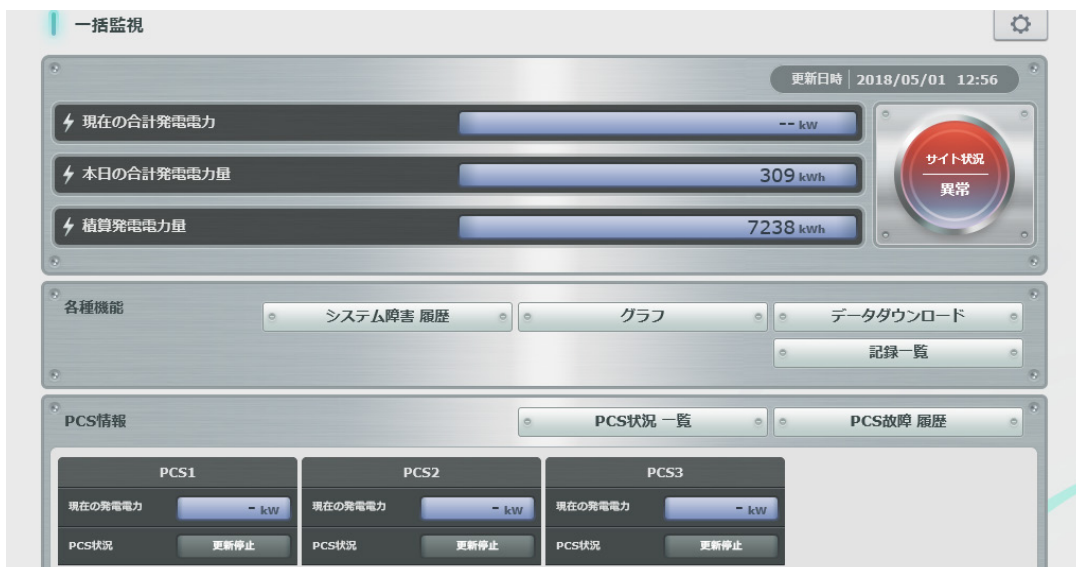 一括監視
更新日時 2018/05/01 12:56
現在の合計発電電力 -- kW
本日の合計発電電力量 309 kWh
積算発電電力量 7238 kWh
サイト状況
異常
各種機能 システム障害 履歴 グラフ データダウンロード
記録一覧
PCS情報 PCS状況 一覧 PCS故障 履歴
PCS1 PCS2 PCS3
現在の発電電力 - kW 現在の発電電力 - kW 現在の発電電力 - kW
PCS状況 更新停止 PCS状況 更新停止 PCS状況 更新停止